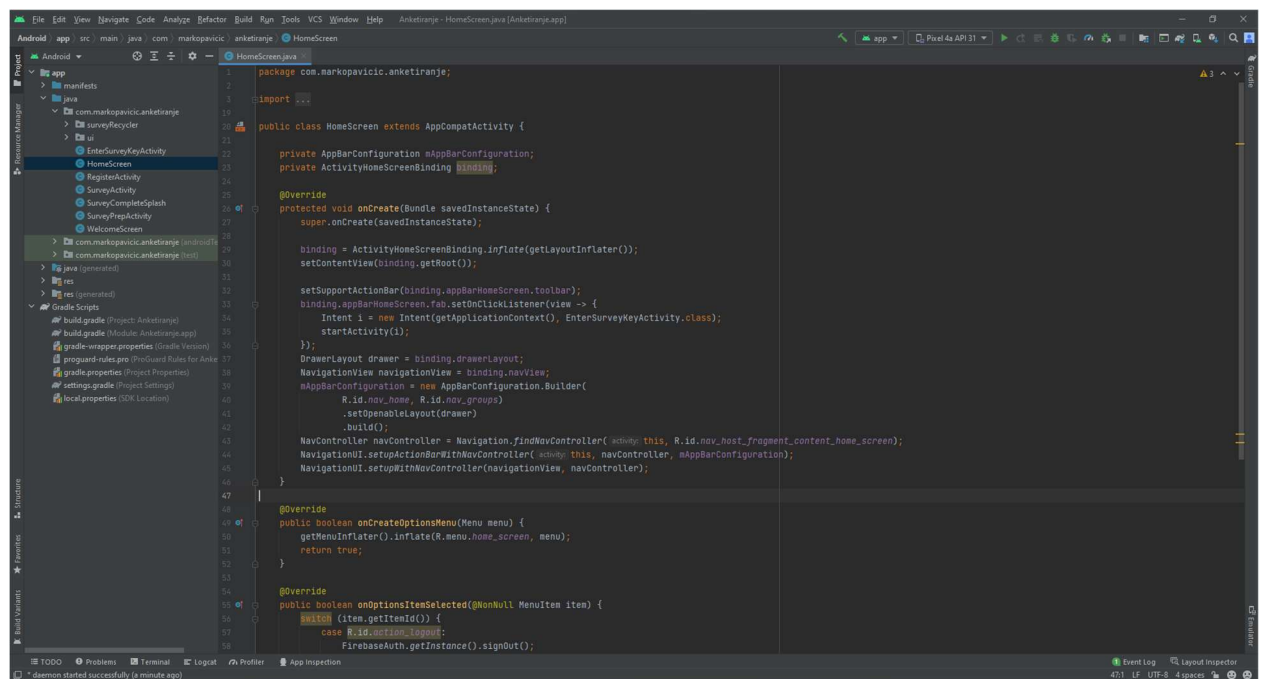 File Edit View Navigate Code Analyze Refactor Build Run Tools VCS Window Help Anketiranje - HomeScreen.java [Anketiranje.app]
Android app src main java com markopavicic anketiranje HomeScreen
app Pixel 4a API 31
Android
HomeScreen.java
Project
Resource Manager
Structure
Favorites
Build Variants
app
manifests
java
com.markopavicic.anketiranje
surveyRecycler
ui
EnterSurveyKeyActivity
HomeScreen
RegisterActivity
SurveyActivity
SurveyCompleteSplash
SurveyPrepActivity
WelcomeScreen
com.markopavicic.anketiranje (androidTe
com.markopavicic.anketiranje (test)
java (generated)
res
res (generated)
Gradle Scripts
build.gradle (Project: Anketiranje)
build.gradle (Module: Anketiranje.app)
gradle-wrapper.properties (Gradle Version)
proguard-rules.pro (ProGuard Rules for Anke
gradle.properties (Project Properties)
settings.gradle (Project Settings)
local.properties (SDK Location)
1 package com.markopavicic.anketiranje;
2
3 import ...
19
20 public class HomeScreen extends AppCompatActivity {
21
22 private AppBarConfiguration mAppBarConfiguration;
23 private ActivityHomeScreenBinding binding;
24
25 @Override
26 protected void onCreate(Bundle savedInstanceState) {
27 super.onCreate(savedInstanceState);
28
29 binding = ActivityHomeScreenBinding.inflate(getLayoutInflater());
30 setContentView(binding.getRoot());
31
32 setSupportActionBar(binding.appBarHomeScreen.toolbar);
33 binding.appBarHomeScreen.fab.setOnClickListener(view -> {
34 Intent i = new Intent(getApplicationContext(), EnterSurveyKeyActivity.class);
35 startActivity(i);
36 });
37 DrawerLayout drawer = binding.drawerLayout;
38 NavigationView navigationView = binding.navView;
39 mAppBarConfiguration = new AppBarConfiguration.Builder(
40 R.id.nav_home, R.id.nav_groups)
41 .setOpenableLayout(drawer)
42 .build();
43 NavController navController = Navigation.findNavController( activity: this, R.id.nav_host_fragment_content_home_screen);
44 NavigationUI.setupActionBarWithNavController( activity: this, navController, mAppBarConfiguration);
45 NavigationUI.setupWithNavController(navigationView, navController);
46 }
47
48 @Override
49 public boolean onCreateOptionsMenu(Menu menu) {
50 getMenuInflater().inflate(R.menu.home_screen, menu);
51 return true;
52 }
53
54 @Override
55 public boolean onOptionsItemSelected(@NonNull MenuItem item) {
56 switch (item.getItemId()) {
57 case R.id.action_logout:
58 FirebaseAuth.getInstance().signOut();
3
Gradle
Emulator
TODO Problems Terminal Logcat Profiler App Inspection
1 Event Log Layout Inspector
* daemon started successfully (a minute ago)
47:1 LF UTF-8 4 spaces